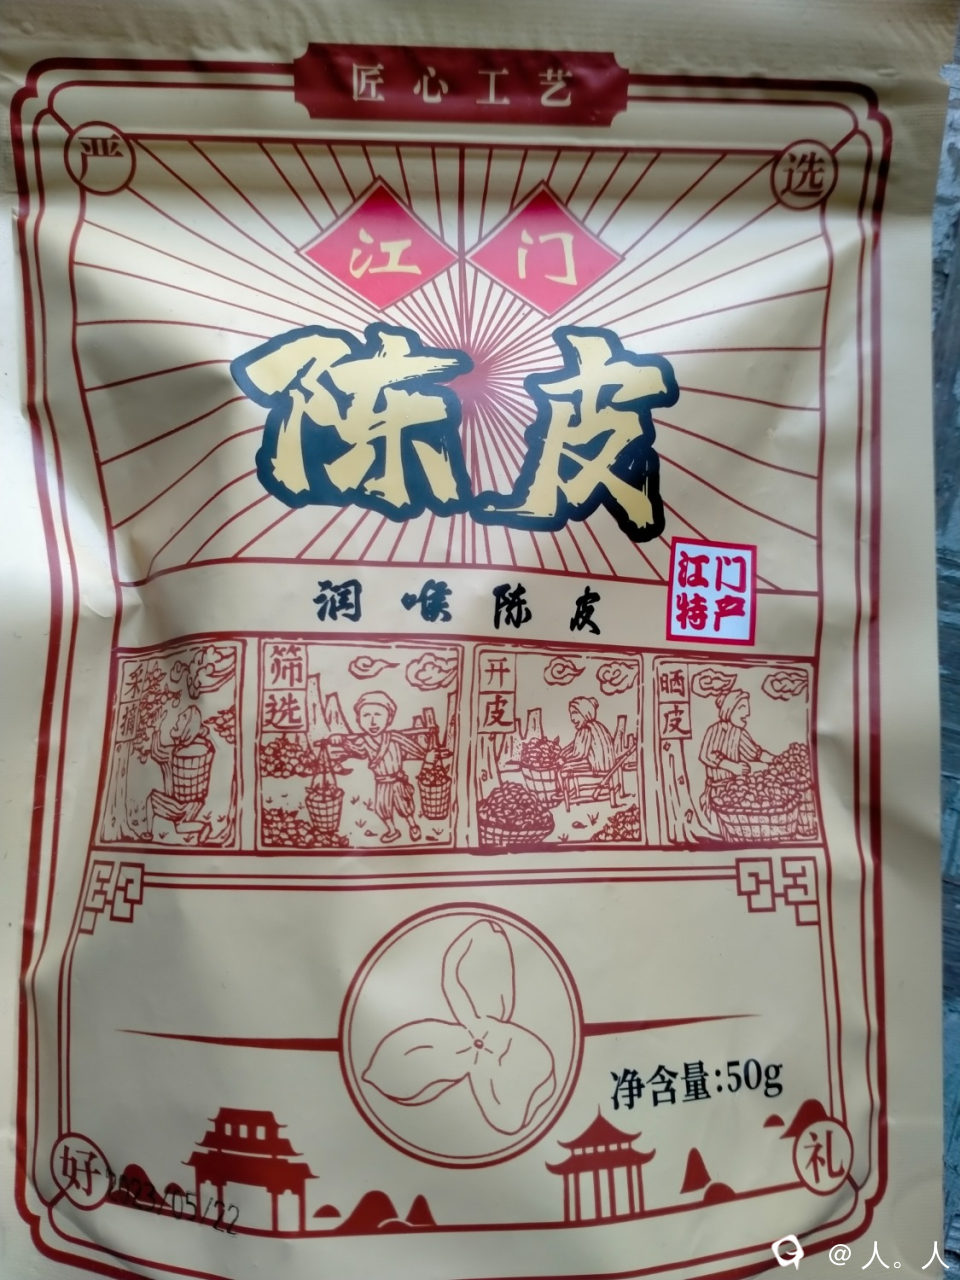 匠心工艺
严
选
江门
陈皮
润喉陈皮
江门
特产
采摘
筛选
开皮
晒皮
净含量:50g
好
礼
2023/05/22
@人。人